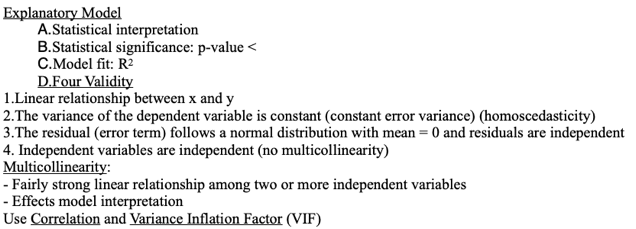 Explanatory Model
A.Statistical interpretation
B.Statistical significance: p-value <
C.Model fit: R²
D.Four Validity
1.Linear relationship between x and y
2.The variance of the dependent variable is constant (constant error variance) (homoscedasticity)
3.The residual (error term) follows a normal distribution with mean = 0 and residuals are independent
4. Independent variables are independent (no multicollinearity)
Multicollinearity:
- Fairly strong linear relationship among two or more independent variables
- Effects model interpretation
Use Correlation and Variance Inflation Factor (VIF)